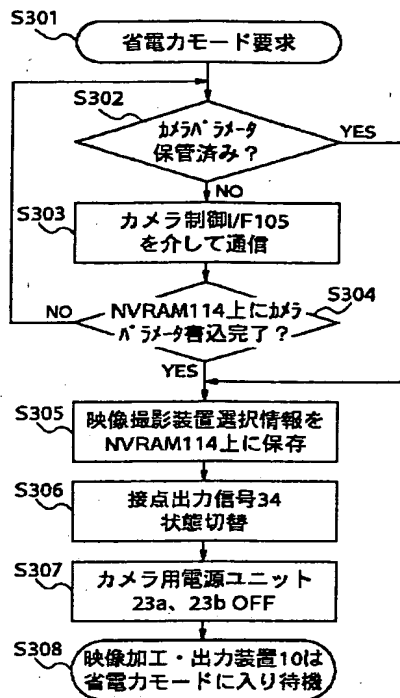 S301
省電力モード要求
S302
カメラパラメータ
保管済み?
YES
NO
S303
カメラ制御I/F105
を介して通信
NO
NVRAM114上にカメラ
パラメータ書込完了?
S304
YES
S305
映像撮影装置選択情報を
NVRAM114上に保存
S306
接点出力信号34
状態切替
S307
カメラ用電源ユニット
23a、23b OFF
S308
映像加工・出力装置10は
省電力モードに入り待機